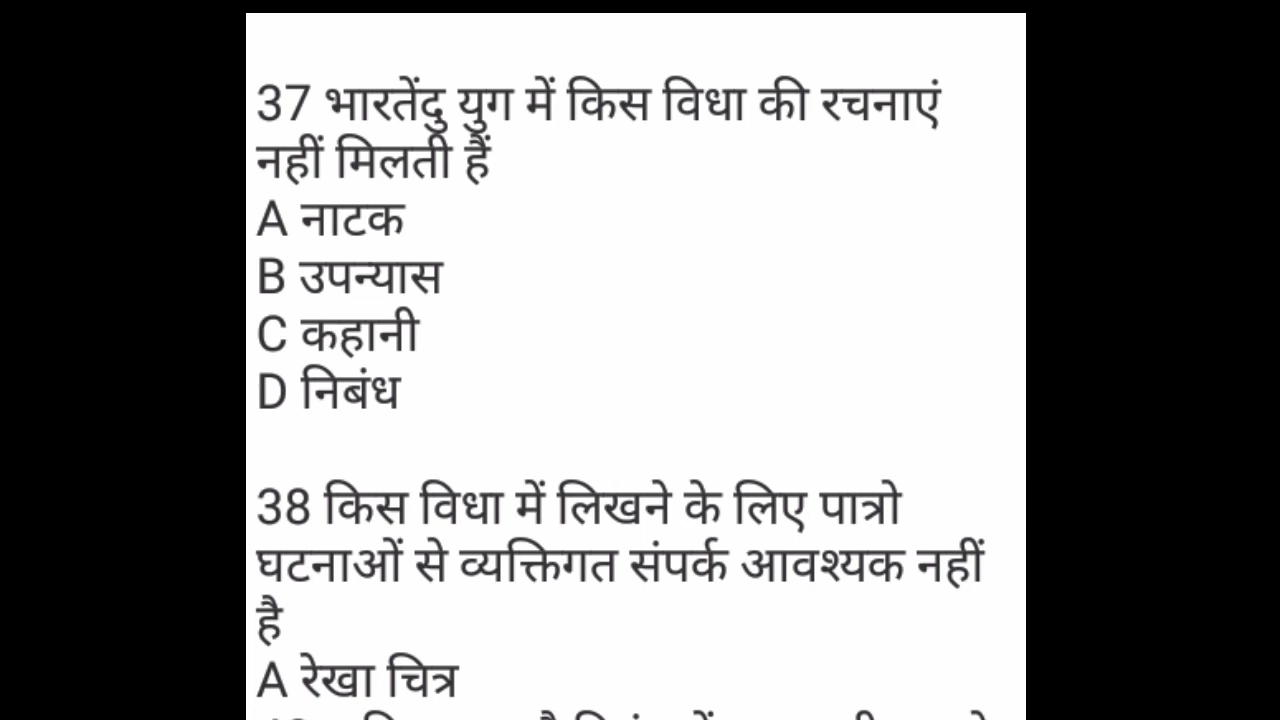 37 भारतेंदु युग में किस विधा की रचनाएं
नहीं मिलती हैं
A नाटक
B उपन्यास
C कहानी
D निबंध
38 किस विधा में लिखने के लिए पात्रो
घटनाओं से व्यक्तिगत संपर्क आवश्यक नहीं
है
A रेखा चित्र